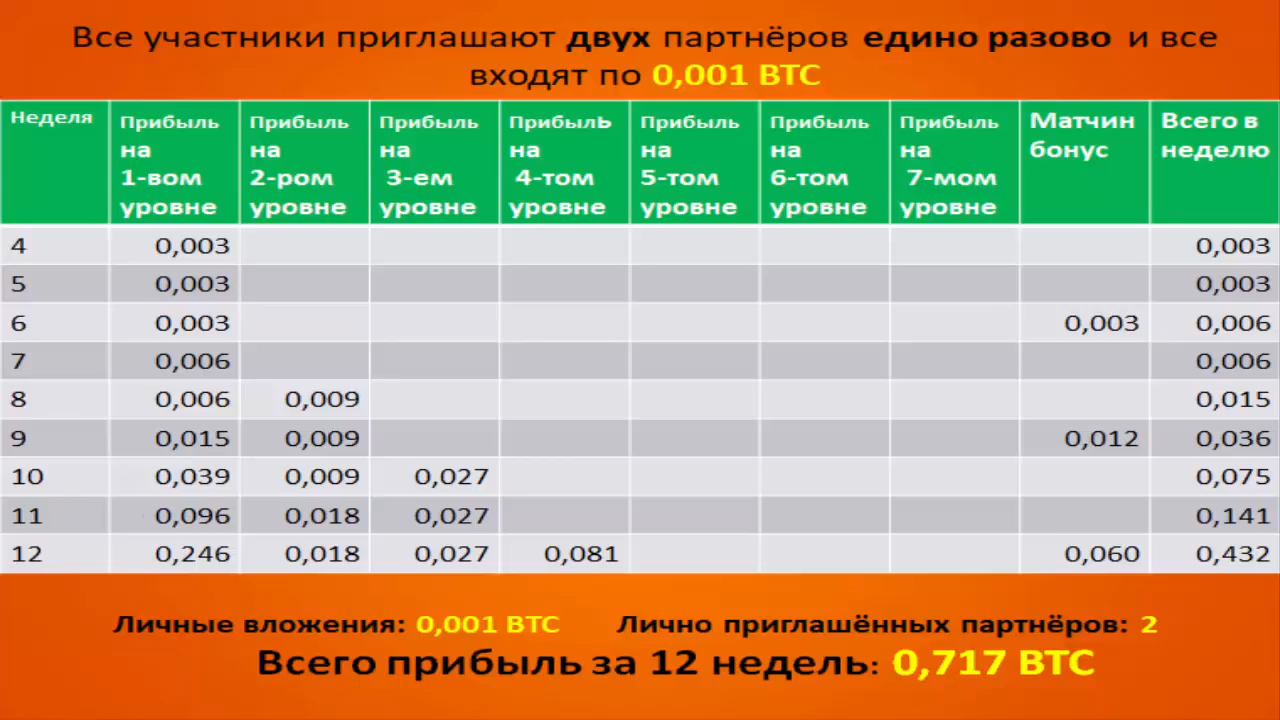 Все участники приглашают двух партнёров едино разово и все
входят по 0,001 BTC
Неделя Прибыль на 1-вом уровне Прибыль на 2-ром уровне Прибыль на 3-ем уровне Прибыль на 4-том уровне Прибыль на 5-том уровне Прибыль на 6-том уровне Прибыль на 7-мом уровне Матчин бонус Всего в неделю
4 0,003 0,003
5 0,003 0,003
6 0,003 0,003 0,006
7 0,006 0,006
8 0,006 0,009 0,015
9 0,015 0,009 0,012 0,036
10 0,039 0,009 0,027 0,075
11 0,096 0,018 0,027 0,141
12 0,246 0,018 0,027 0,081 0,060 0,432
Личные вложения: 0,001 BTC Лично приглашённых партнёров: 2
Всего прибыль за 12 недель: 0,717 BTC